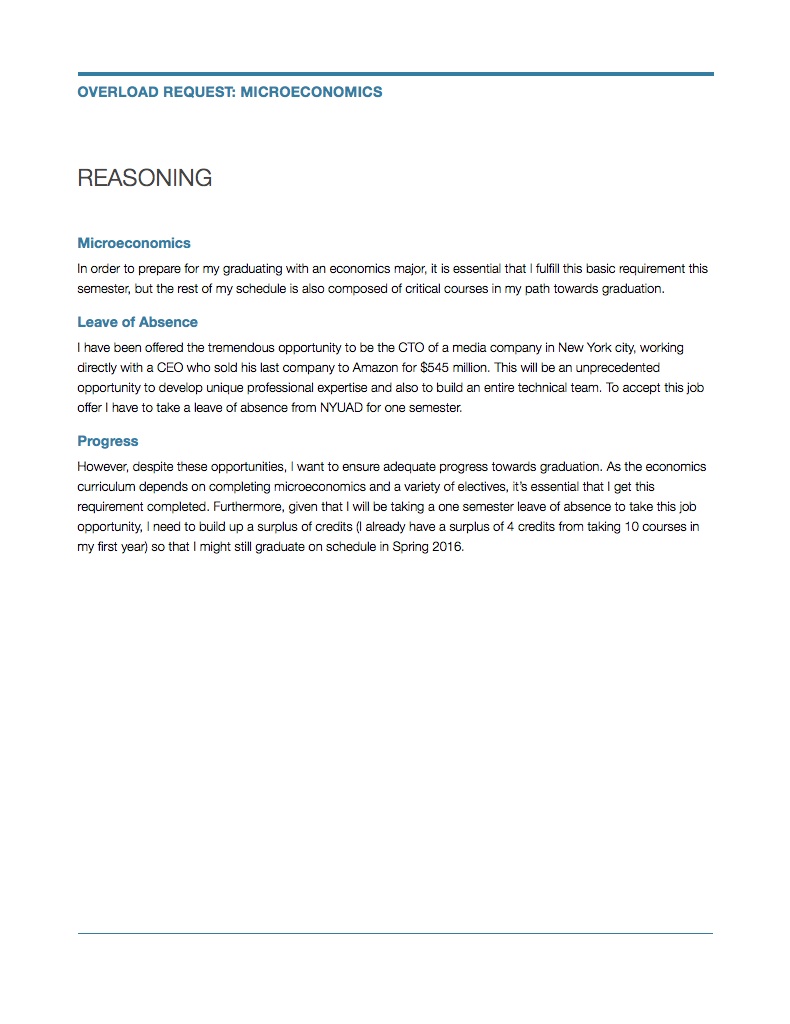 OVERLOAD REQUEST: MICROECONOMICS
REASONING
Microeconomics
In order to prepare for my graduating with an economics major, it is essential that I fulfill this basic requirement this
semester, but the rest of my schedule is also composed of critical courses in my path towards graduation.
Leave of Absence
I have been offered the tremendous opportunity to be the CTO of a media company in New York city, working
directly with a CEO who sold his last company to Amazon for $545 million. This will be an unprecedented
opportunity to develop unique professional expertise and also to build an entire technical team. To accept this job
offer I have to take a leave of absence from NYUAD for one semester.
Progress
However, despite these opportunities, I want to ensure adequate progress towards graduation. As the economics
curriculum depends on completing microeconomics and a variety of electives, it's essential that I get this
requirement completed. Furthermore, given that I will be taking a one semester leave of absence to take this job
opportunity, I need to build up a surplus of credits (I already have a surplus of 4 credits from taking 10 courses in
my first year) so that I might still graduate on schedule in Spring 2016.